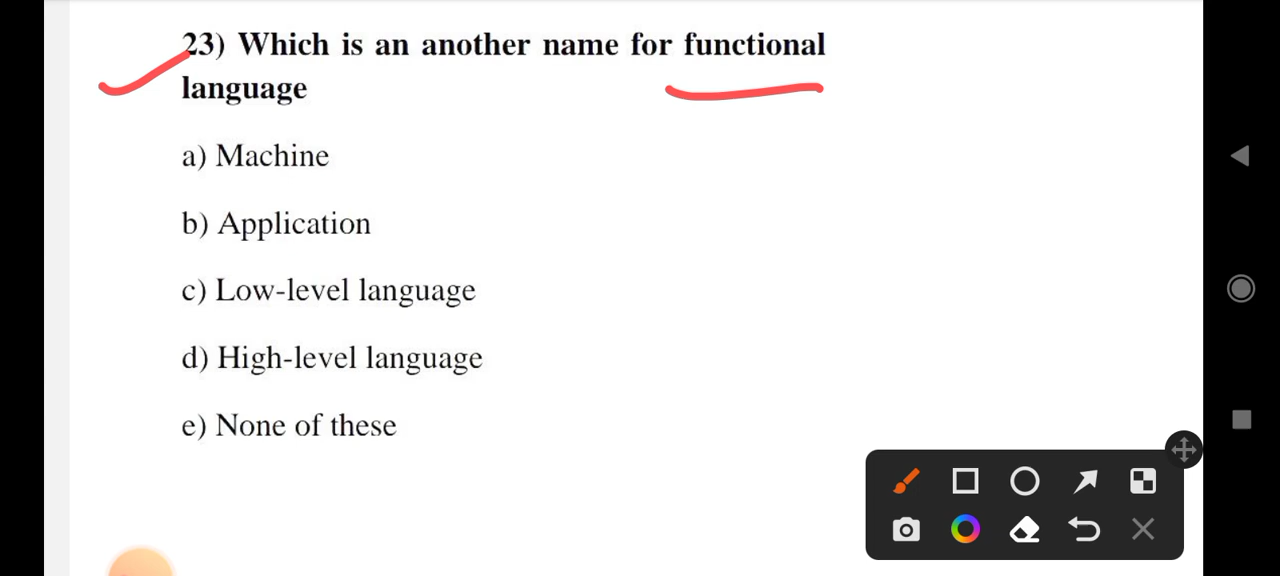 23) Which is an another name for functional
language
a) Machine
b) Application
c) Low-level language
d) High-level language
e) None of these